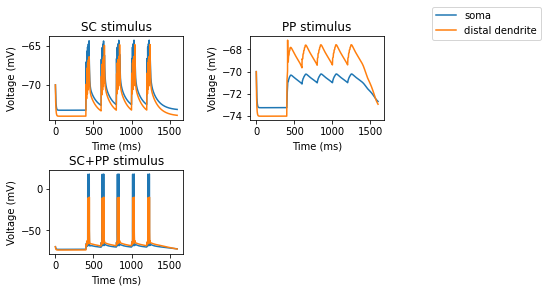 soma
distal dendrite
SC stimulus
PP stimulus
Voltage (mV)
−65
−70
0 500 1000 1500
Time (ms)
Voltage (mV)
−68
−70
−72
−74
0 500 1000 1500
Time (ms)
SC+PP stimulus
Voltage (mV)
0
−50
0 500 1000 1500
Time (ms)